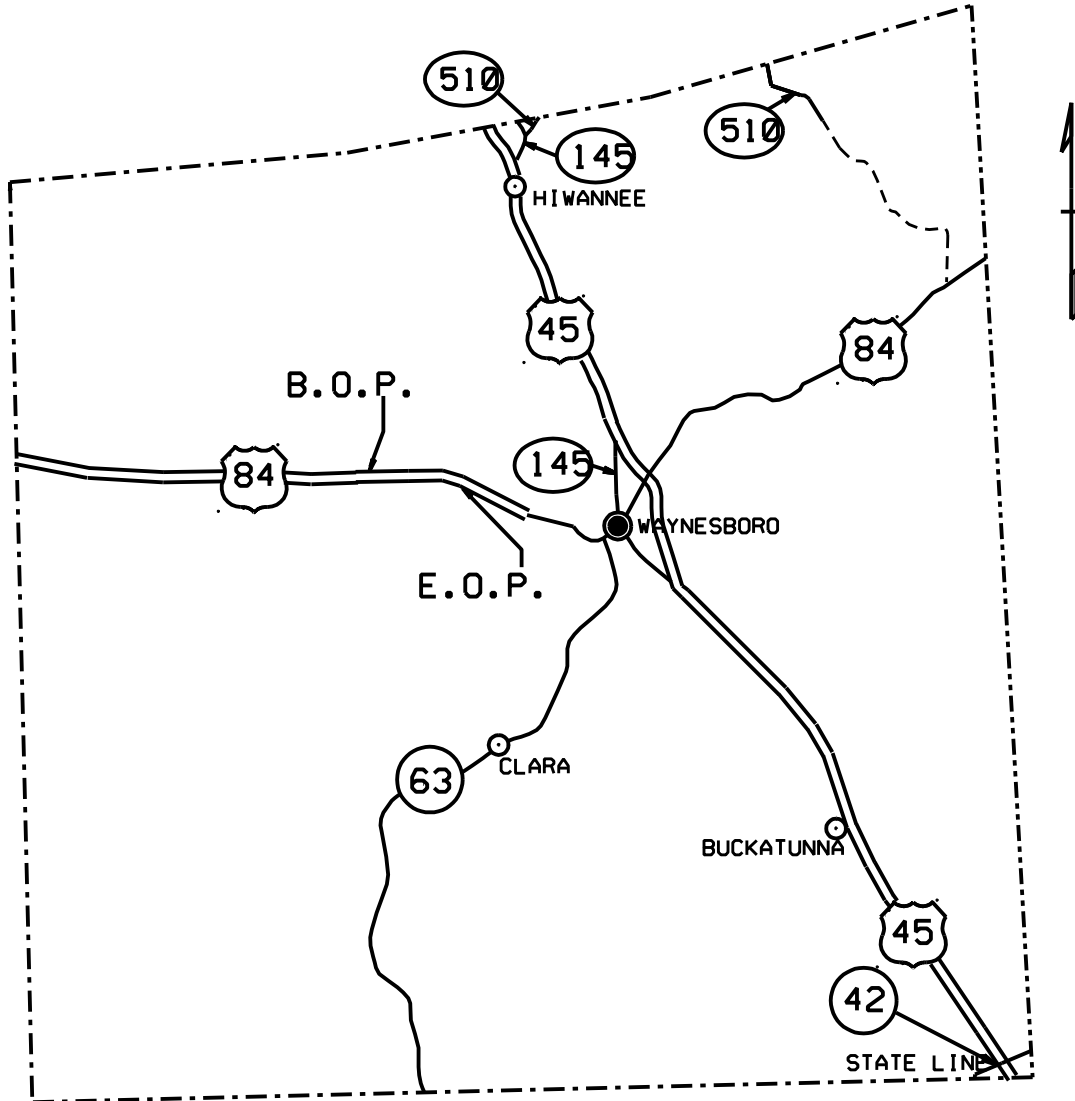 510
510
145
HIWANNEE
45
84
B.O.P.
145
84
WAYNESBORO
E.O.P.
CLARA
63
BUCKATUNNA
45
42
STATE LINE